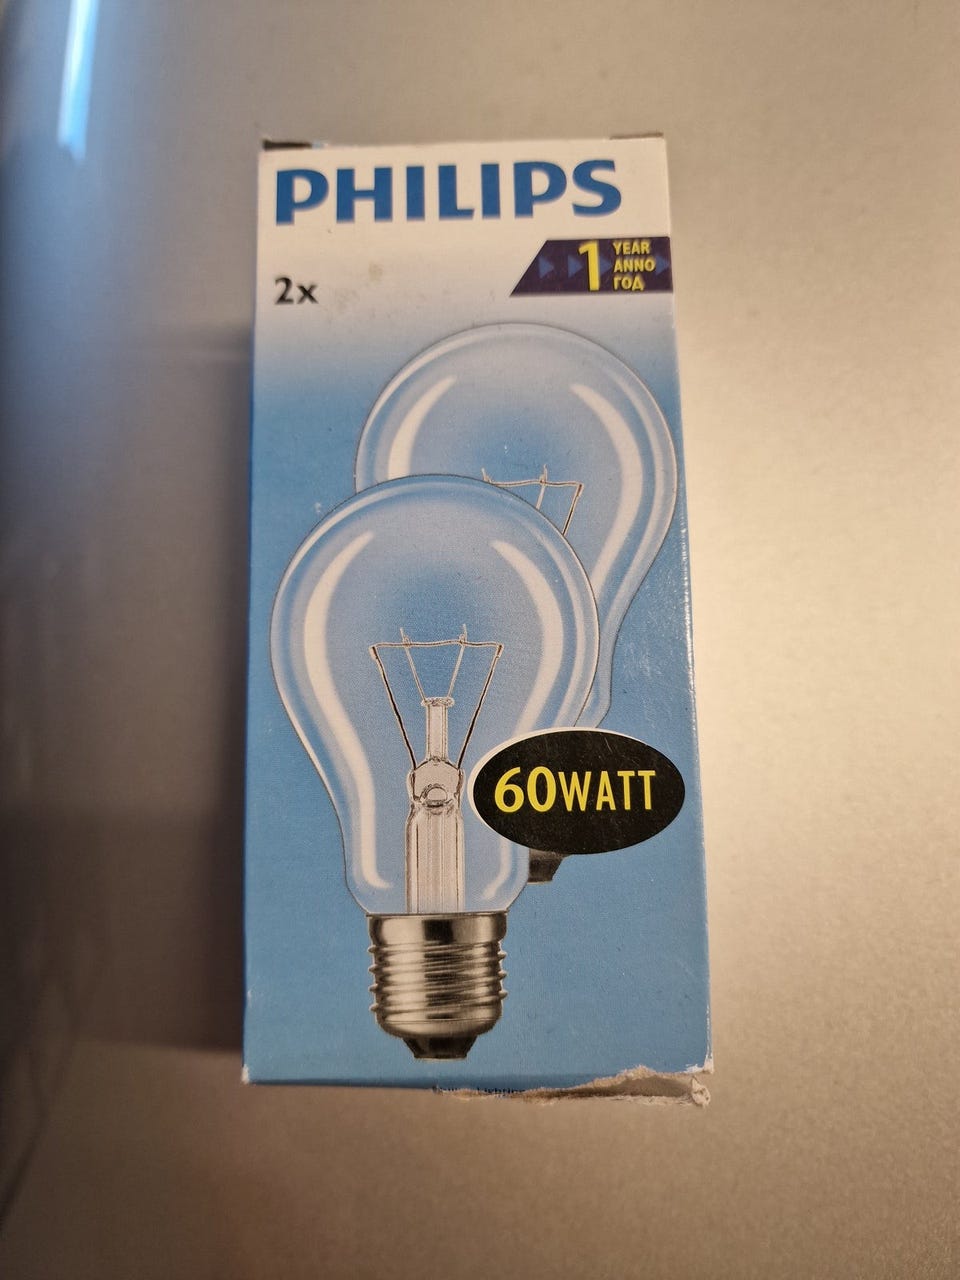 PHILIPS
1 YEAR
ANNO
ГОД
2x
60WATT